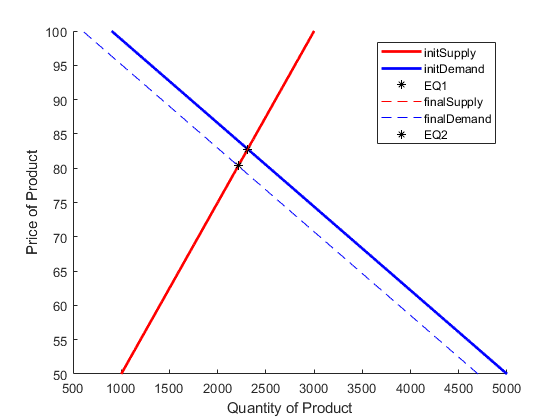 100
95
90
85
80
75
70
65
60
55
50
Price of Product
initSupply
initDemand
EQ1
finalSupply
finalDemand
EQ2
500 1000 1500 2000 2500 3000 3500 4000 4500 5000
Quantity of Product